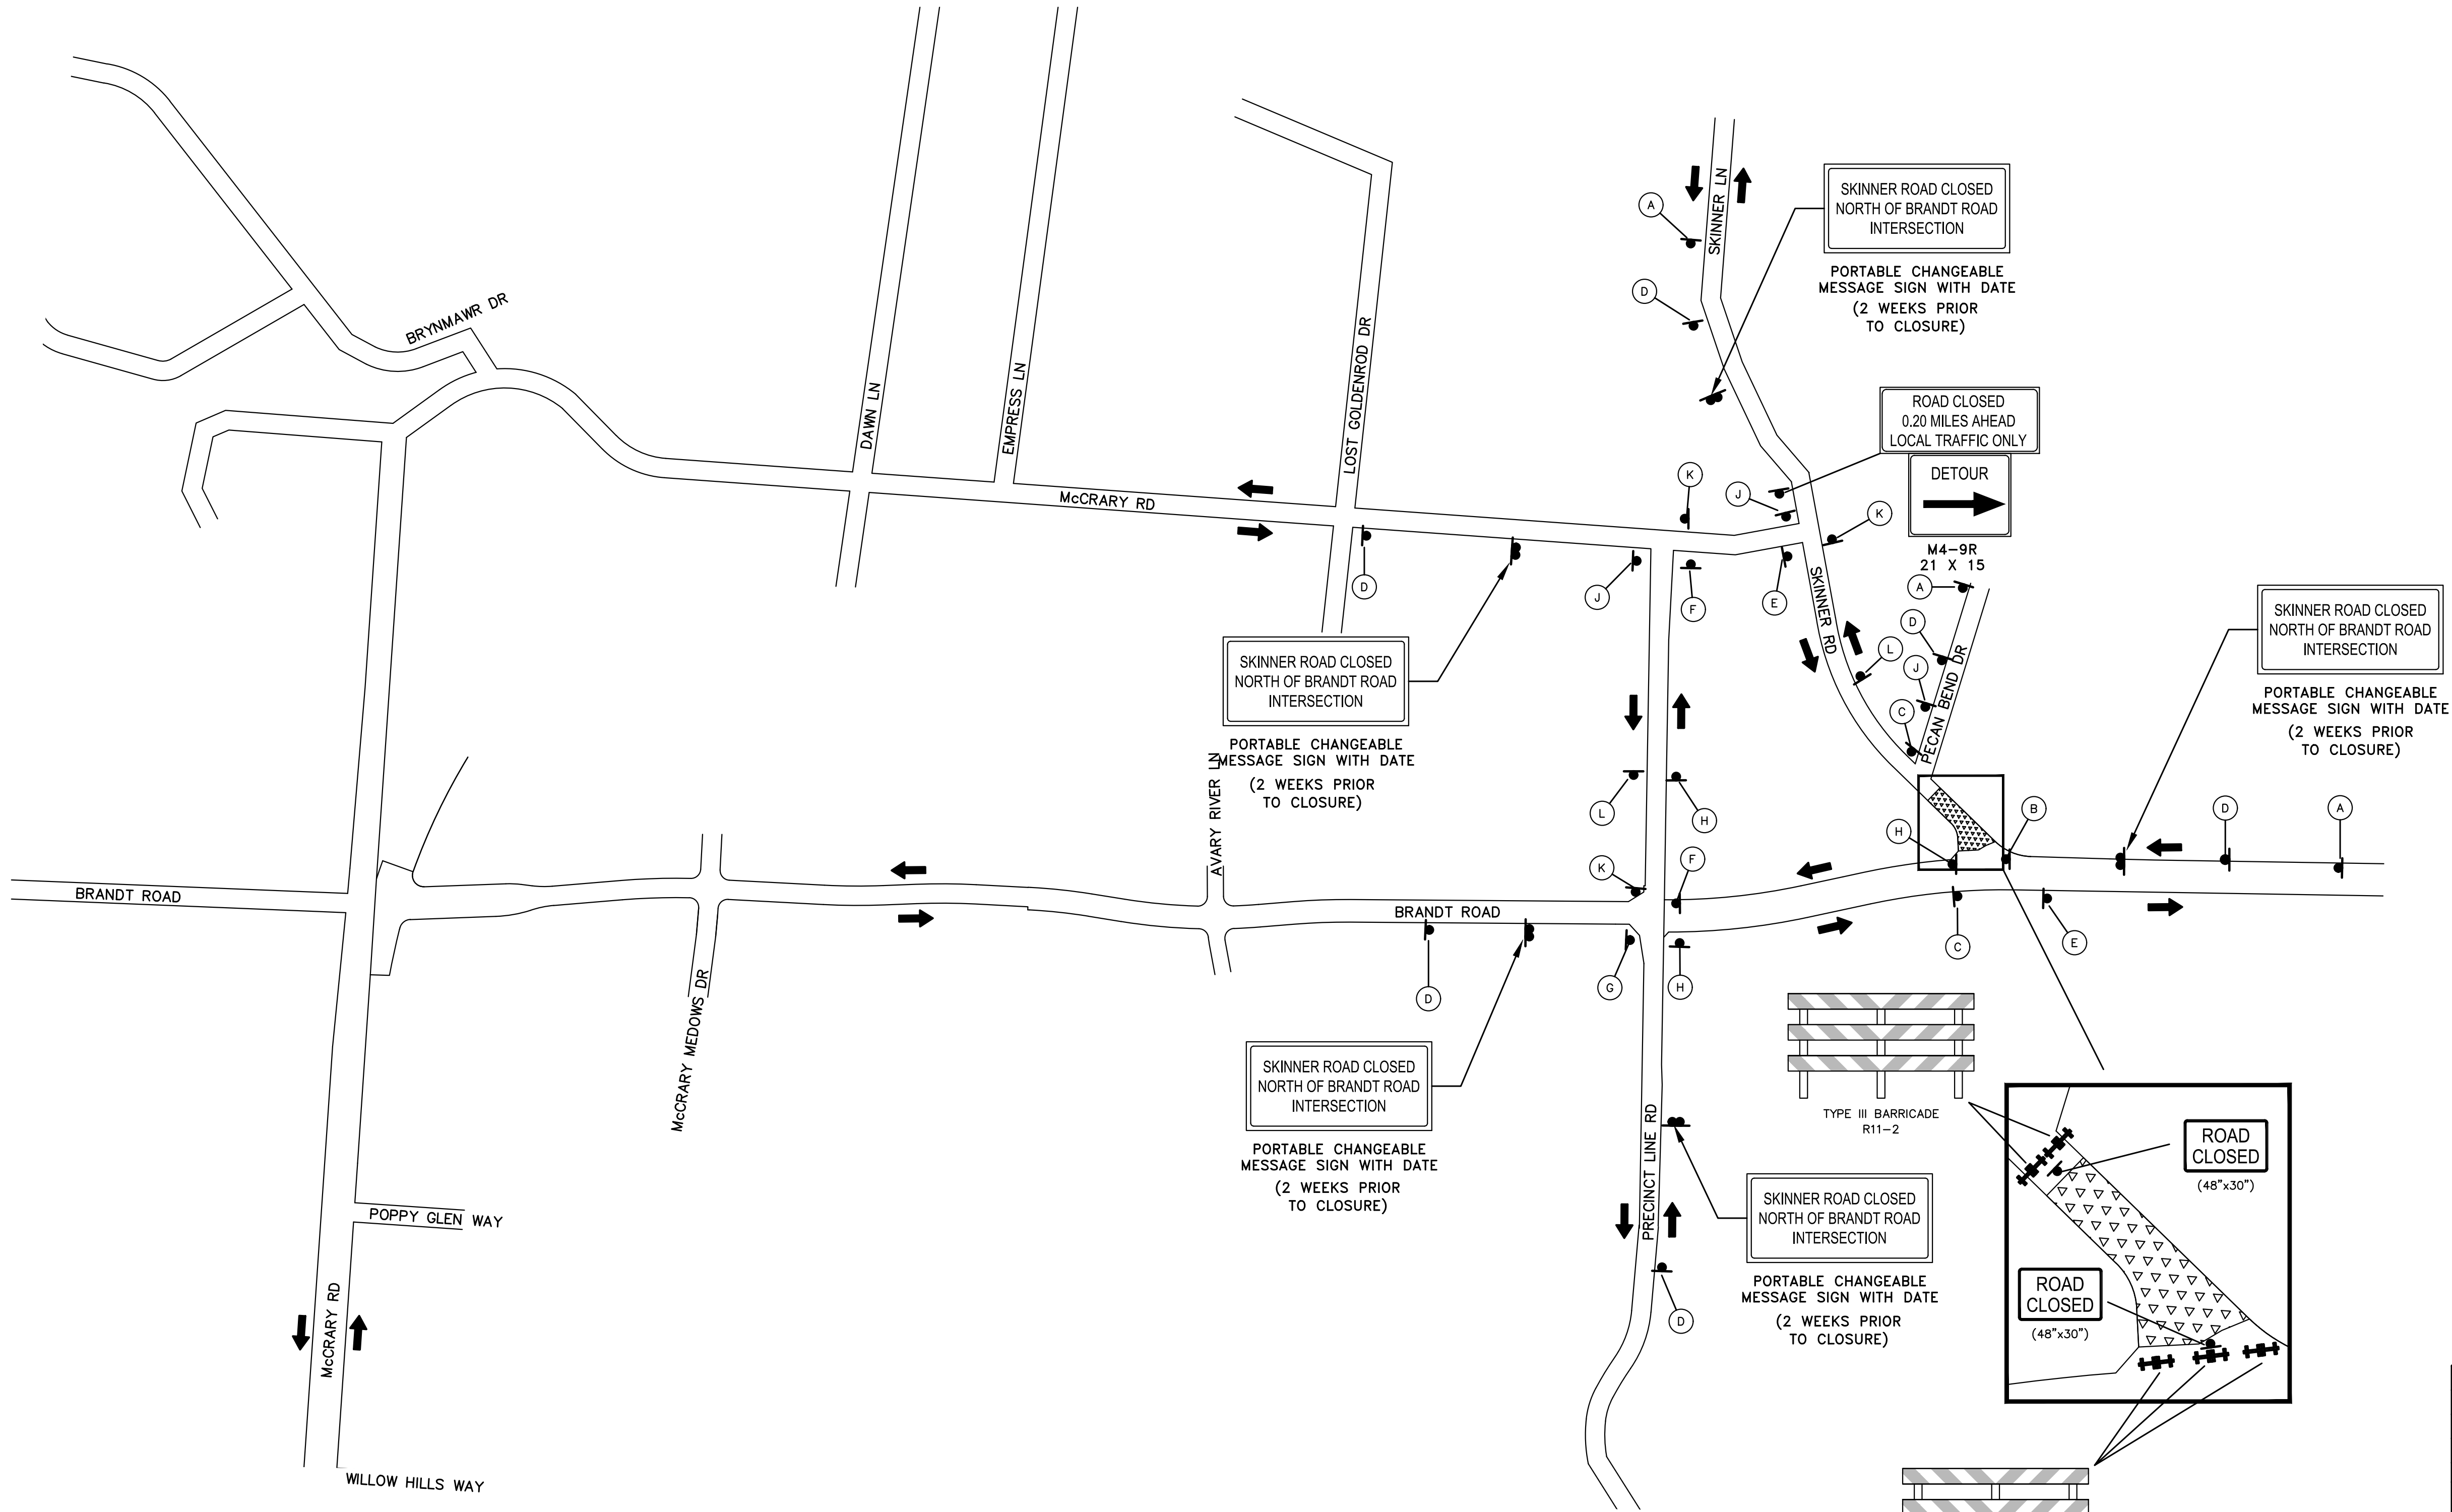 SKINNER LN
A
D
SKINNER ROAD CLOSED
NORTH OF BRANDT ROAD
INTERSECTION
PORTABLE CHANGEABLE
MESSAGE SIGN WITH DATE
(2 WEEKS PRIOR
TO CLOSURE)
BRYNMAWR DR
DAWN LN
EMPRESS LN
LOST GOLDENROD DR
McCRARY RD
ROAD CLOSED
0.20 MILES AHEAD
LOCAL TRAFFIC ONLY
DETOUR
M4-9R
21 X 15
K
J
K
D
J
F
E
SKINNER RD
A
D
L
J
C
PECAN BEND DR
SKINNER ROAD CLOSED
NORTH OF BRANDT ROAD
INTERSECTION
PORTABLE CHANGEABLE
MESSAGE SIGN WITH DATE
(2 WEEKS PRIOR
TO CLOSURE)
SKINNER ROAD CLOSED
NORTH OF BRANDT ROAD
INTERSECTION
PORTABLE CHANGEABLE
MESSAGE SIGN WITH DATE
(2 WEEKS PRIOR
TO CLOSURE)
AVARY RIVER LN
L
H
H
B
D
A
K
F
BRANDT ROAD
BRANDT ROAD
D
G
H
C
E
McCRARY MEDOWS DR
SKINNER ROAD CLOSED
NORTH OF BRANDT ROAD
INTERSECTION
PORTABLE CHANGEABLE
MESSAGE SIGN WITH DATE
(2 WEEKS PRIOR
TO CLOSURE)
TYPE III BARRICADE
R11-2
PRECINCT LINE RD
SKINNER ROAD CLOSED
NORTH OF BRANDT ROAD
INTERSECTION
PORTABLE CHANGEABLE
MESSAGE SIGN WITH DATE
(2 WEEKS PRIOR
TO CLOSURE)
D
ROAD
CLOSED
(48"x30")
ROAD
CLOSED
(48"x30")
POPPY GLEN WAY
McCRARY RD
WILLOW HILLS WAY